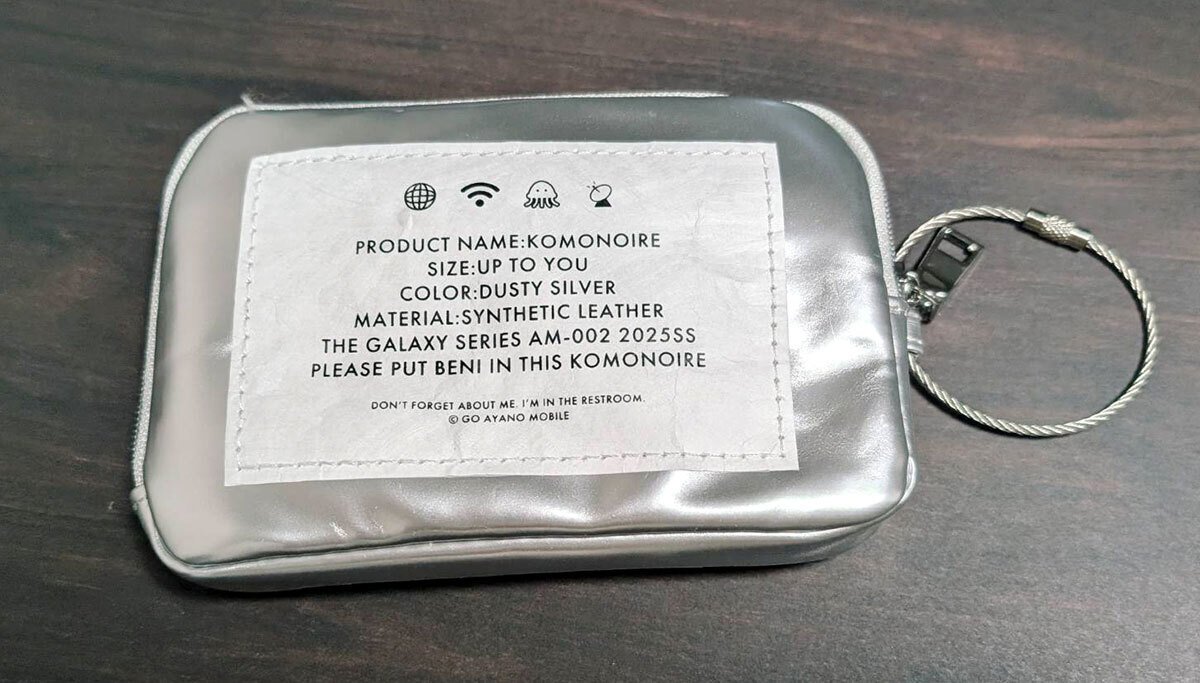 PRODUCT NAME:KOMONOIRE
SIZE:UP TO YOU
COLOR:DUSTY SILVER
MATERIAL:SYNTHETIC LEATHER
THE GALAXY SERIES AM-002 2025SS
PLEASE PUT BENI IN THIS KOMONOIRE
DON'T FORGET ABOUT ME. I'M IN THE RESTROOM.
© GO AYANO MOBILE